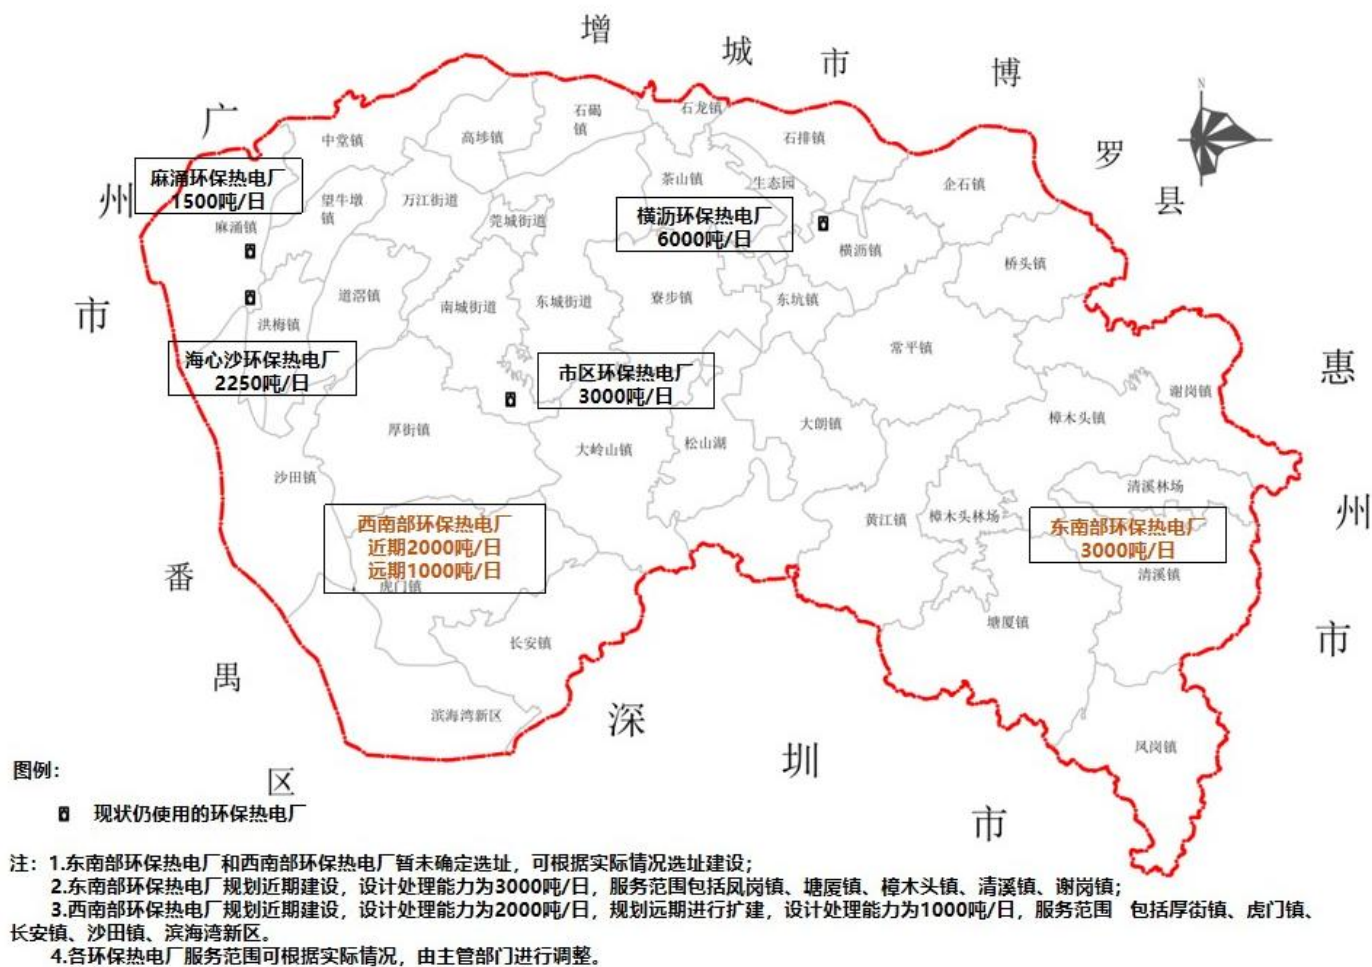 增
城
市
博
罗
县
广
州
市
N
石碣
镇
石龙镇
中堂镇
高埗镇
石排镇
麻涌环保热电厂
1500吨/日
望牛墩
镇
万江街道
茶山镇
生态园
企石镇
莞城街道
横沥环保热电厂
6000吨/日
麻涌镇
横沥镇
桥头镇
道滘镇
南城街道
东城街道
寮步镇
东坑镇
洪梅镇
常平镇
海心沙环保热电厂
2250吨/日
市区环保热电厂
3000吨/日
惠
州
市
谢岗镇
厚街镇
大岭山镇
松山湖
大朗镇
樟木头镇
沙田镇
清溪林场
西南部环保热电厂
近期2000吨/日
远期1000吨/日
黄江镇
樟木头林场
东南部环保热电厂
3000吨/日
虎门镇
清溪镇
番
禺
区
长安镇
塘厦镇
滨海湾新区
深
圳
市
凤岗镇
图例：
现状仍使用的环保热电厂
注：1.东南部环保热电厂和西南部环保热电厂暂未确定选址，可根据实际情况选址建设；
2.东南部环保热电厂规划近期建设，设计处理能力为3000吨/日，服务范围包括凤岗镇、塘厦镇、樟木头镇、清溪镇、谢岗镇；
3.西南部环保热电厂规划近期建设，设计处理能力为2000吨/日，规划远期进行扩建，设计处理能力为1000吨/日，服务范围 包括厚街镇、虎门镇、
长安镇、沙田镇、滨海湾新区。
4.各环保热电厂服务范围可根据实际情况，由主管部门进行调整。